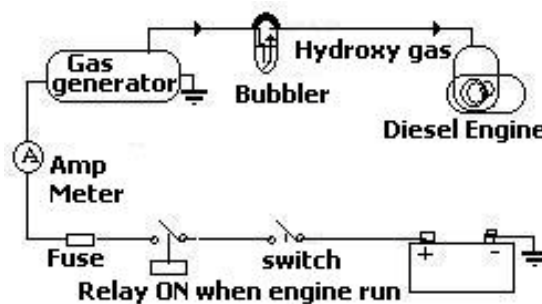 Gas
generator
Bubbler
Hydroxy gas
Diesel Engine
A
Amp
Meter
Fuse
switch
+ -
Relay ON when engine run